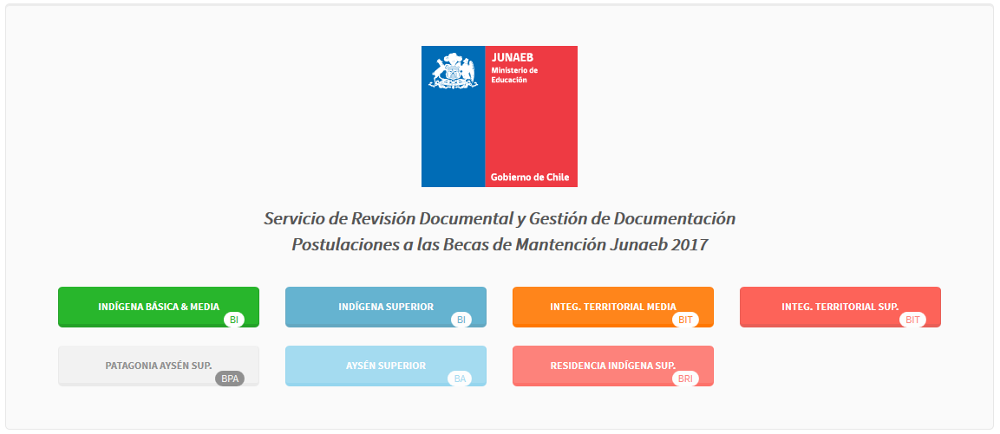 JUNAEB
Ministerio de
Educación
Gobierno de Chile
Servicio de Revisión Documental y Gestión de Documentación
Postulaciones a las Becas de Mantención Junaeb 2017
INDÍGENA BÁSICA & MEDIA
BI
INDÍGENA SUPERIOR
BI
INTEG. TERRITORIAL MEDIA
BIT
INTEG. TERRITORIAL SUP.
BIT
PATAGONIA AYSÉN SUP.
BPA
AYSÉN SUPERIOR
BA
RESIDENCIA INDÍGENA SUP.
BRI